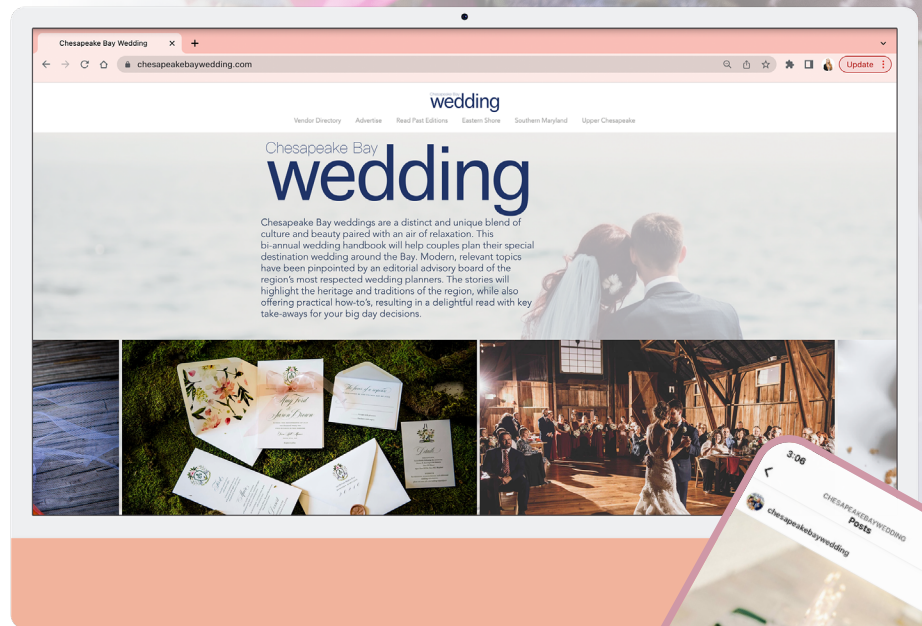 Chesapeake Bay Wedding
chesapeakebaywedding.com
Update
Chesapeake Bay
wedding
Vendor Directory Advertise Read Past Editions Eastern Shore Southern Maryland Upper Chesapeake
Chesapeake Bay
wedding
Chesapeake Bay weddings are a distinct and unique blend of
culture and beauty paired with an air of relaxation. This
bi-annual wedding handbook will help couples plan their special
destination wedding around the Bay. Modern, relevant topics
have been pinpointed by an editorial advisory board of the
region's most respected wedding planners. The stories will
highlight the heritage and traditions of the region, while also
offering practical how-to's, resulting in a delightful read with key
take-aways for your big day decisions.
3:06
CHESAPEAKEBAYWEDDING
Posts
chesapeakebaywedding